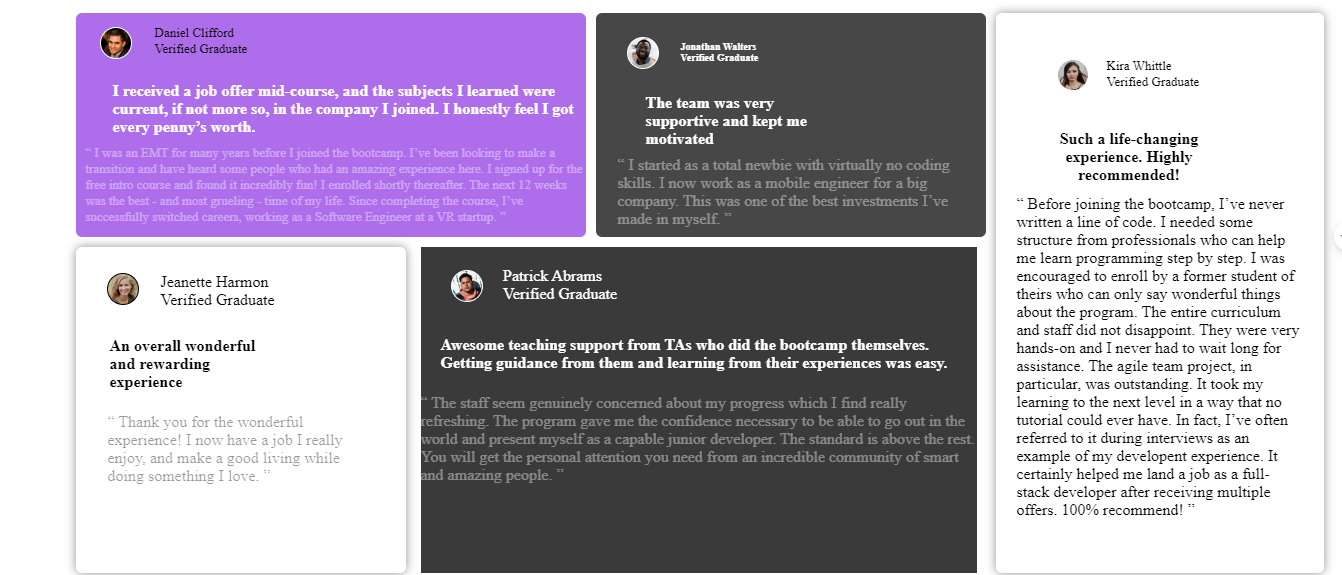 Daniel Clifford
Verified Graduate
I received a job offer mid-course, and the subjects I learned were
current, if not more so, in the company I joined. I honestly feel I got
every penny’s worth.
“ I was an EMT for many years before I joined the bootcamp. I’ve been looking to make a
transition and have heard some people who had an amazing experience here. I signed up for the
free intro course and found it incredibly fun! I enrolled shortly thereafter. The next 12 weeks
was the best - and most grueling - time of my life. Since completing the course, I’ve
successfully switched careers, working as a Software Engineer at a VR startup. ”
Jonathan Walters
Verified Graduate
The team was very
supportive and kept me
motivated
“ I started as a total newbie with virtually no coding
skills. I now work as a mobile engineer for a big
company. This was one of the best investments I’ve
made in myself. ”
Kira Whittle
Verified Graduate
Such a life-changing
experience. Highly
recommended!
“ Before joining the bootcamp, I’ve never
written a line of code. I needed some
structure from professionals who can help
me learn programming step by step. I was
encouraged to enroll by a former student of
theirs who can only say wonderful things
about the program. The entire curriculum
and staff did not disappoint. They were very
hands-on and I never had to wait long for
assistance. The agile team project, in
particular, was outstanding. It took my
learning to the next level in a way that no
tutorial could ever have. In fact, I’ve often
referred to it during interviews as an
example of my developent experience. It
certainly helped me land a job as a full-
stack developer after receiving multiple
offers. 100% recommend! ”
Jeanette Harmon
Verified Graduate
An overall wonderful
and rewarding
experience
“ Thank you for the wonderful
experience! I now have a job I really
enjoy, and make a good living while
doing something I love. ”
Patrick Abrams
Verified Graduate
Awesome teaching support from TAs who did the bootcamp themselves.
Getting guidance from them and learning from their experiences was easy.
“ The staff seem genuinely concerned about my progress which I find really
refreshing. The program gave me the confidence necessary to be able to go out in the
world and present myself as a capable junior developer. The standard is above the rest.
You will get the personal attention you need from an incredible community of smart
and amazing people. ”